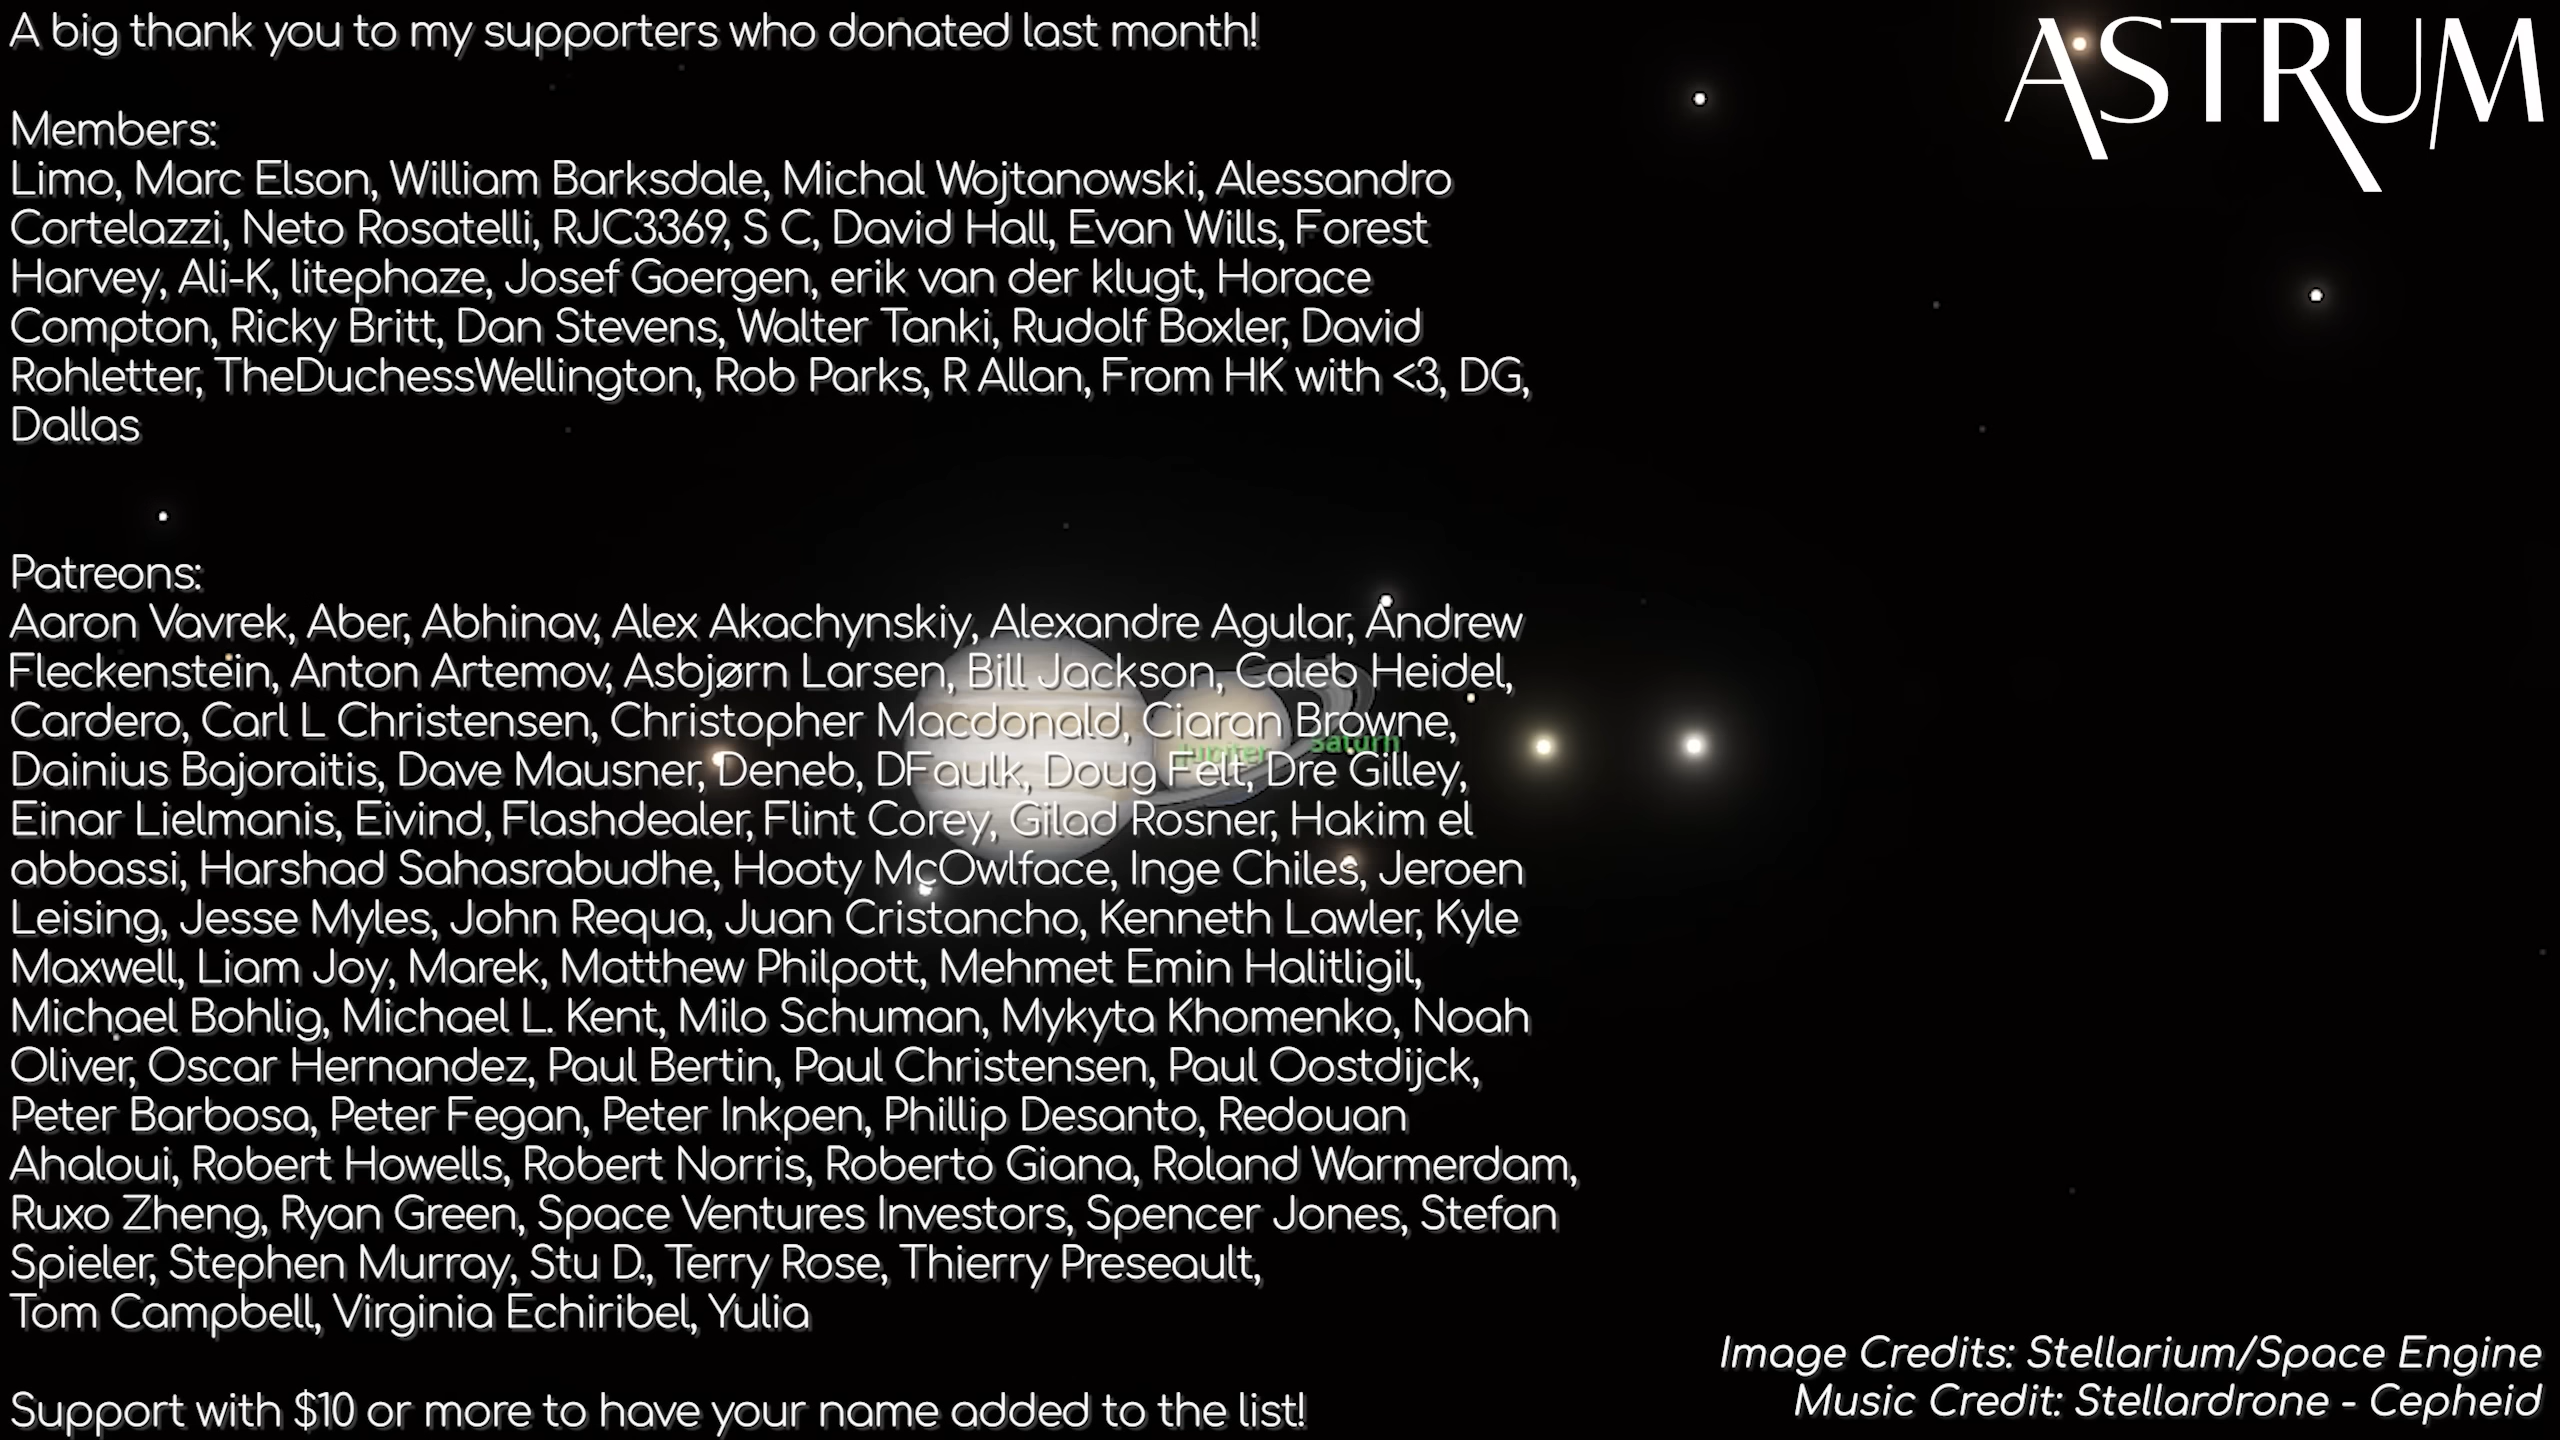 A big thank you to my supporters who donated last month!
ASTRUM
Members:
Limo, Marc Elson, William Barksdale, Michal Wojtanowski, Alessandro
Cortelazzi, Neto Rosatelli, RJC3369, S C, David Hall, Evan Wills, Forest
Harvey, Ali-K, litephaze, Josef Goergen, erik van der klugt, Horace
Compton, Ricky Britt, Dan Stevens, Walter Tanki, Rudolf Boxler, David
Rohletter, TheDuchessWellington, Rob Parks, R Allan, From HK with <3, DG,
Dallas
Patreons:
Aaron Vavrek, Aber, Abhinav, Alex Akachynskiy, Alexandre Agular, Andrew
Fleckenstein, Anton Artemov, Asbjørn Larsen, Bill Jackson, Caleb Heidel,
Cardero, Carl L Christensen, Christopher Macdonald, Ciaran Browne,
Jupiter Saturn
Dainius Bajoraitis, Dave Mausner, Deneb, DFaulk, Doug Felt, Dre Gilley,
Einar Lielmanis, Eivind, Flashdealer, Flint Corey, Gilad Rosner, Hakim el
abbassi, Harshad Sahasrabudhe, Hooty McOwlface, Inge Chiles, Jeroen
Leising, Jesse Myles, John Requa, Juan Cristancho, Kenneth Lawler, Kyle
Maxwell, Liam Joy, Marek, Matthew Philpott, Mehmet Emin Halitligil,
Michael Bohlig, Michael L. Kent, Milo Schuman, Mykyta Khomenko, Noah
Oliver, Oscar Hernandez, Paul Bertin, Paul Christensen, Paul Oostdijck,
Peter Barbosa, Peter Fegan, Peter Inkpen, Phillip Desanto, Redouan
Ahaloui, Robert Howells, Robert Norris, Roberto Giana, Roland Warmerdam,
Ruxo Zheng, Ryan Green, Space Ventures Investors, Spencer Jones, Stefan
Spieler, Stephen Murray, Stu D., Terry Rose, Thierry Preseault,
Tom Campbell, Virginia Echiribel, Yulia
Support with $10 or more to have your name added to the list!
Image Credits: Stellarium/Space Engine
Music Credit: Stellardrone - Cepheid